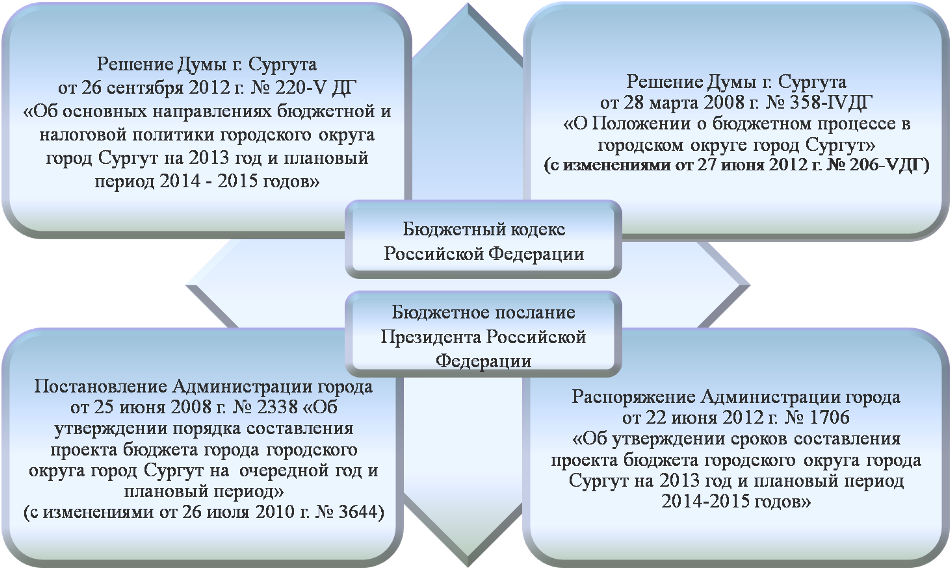 Решение Думы г. Сургута
от 26 сентября 2012 г. № 220-V ДГ
«Об основных направлениях бюджетной и
налоговой политики городского округа
город Сургут на 2013 год и плановый
период 2014 - 2015 годов»
Решение Думы г. Сургута
от 28 марта 2008 г. № 358-IVДГ
«О Положении о бюджетном процессе в
городском округе город Сургут»
(с изменениями от 27 июня 2012 г. № 206-VДГ)
Бюджетный кодекс
Российской Федерации
Бюджетное послание
Президента Российской
Федерации
Постановление Администрации города
от 25 июня 2008 г. № 2338 «Об
утверждении порядка составления
проекта бюджета города городского
округа город Сургут на очередной год и
плановый период»
(с изменениями от 26 июля 2010 г. № 3644)
Распоряжение Администрации города
от 22 июня 2012 г. № 1706
«Об утверждении сроков составления
проекта бюджета городского округа города
Сургут на 2013 год и плановый период
2014-2015 годов»